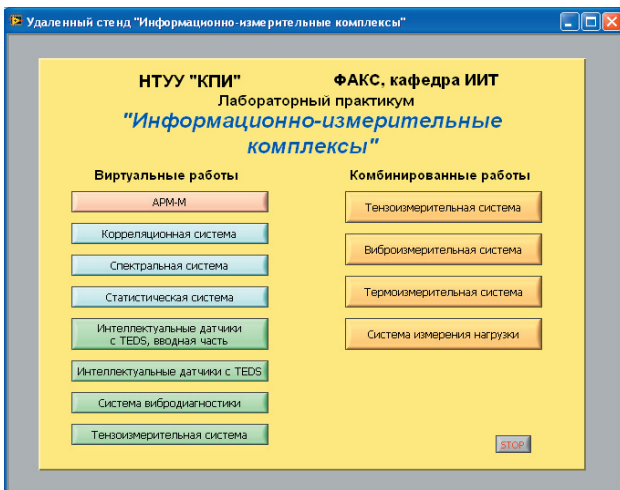 Удаленный стенд "Информационно-измерительные комплексы"
НТУУ "КПИ" ФАКС, кафедра ИИТ
Лабораторный практикум
"Информационно-измерительные
комплексы"
Виртуальные работы
АРМ-М
Корреляционная система
Спектральная система
Статистическая система
Интеллектуальные датчики
с TEDS, вводная часть
Интеллектуальные датчики с TEDS
Система вибродиагностики
Тензоизмерительная система
Комбинированные работы
Тензоизмерительная система
Виброизмерительная система
Термоизмерительная система
Система измерения нагрузки
STOP